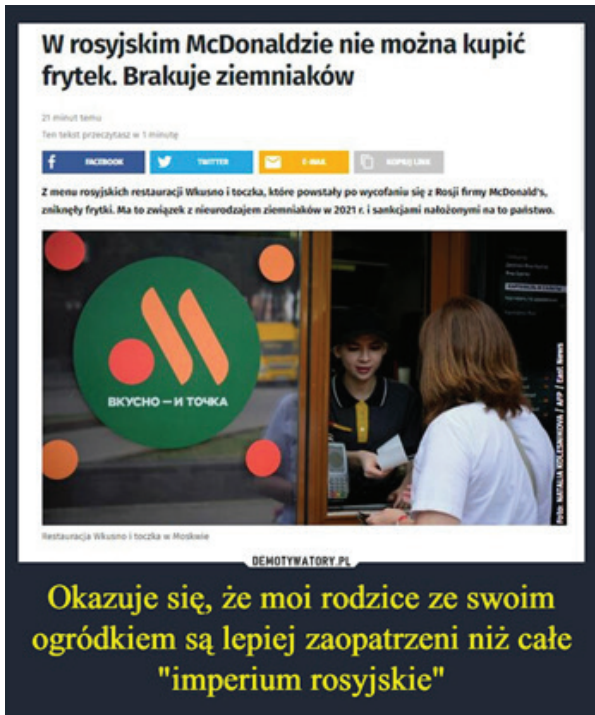 W rosyjskim McDonaldzie nie można kupić
frytek. Brakuje ziemniaków
21 minut temu
Ten tekst przeczytasz w 1 minutę
FACEBOOK TWITTER E-MAIL KOPIUJ LINK
Z menu rosyjskich restauracji Wkusno i toczka, które powstały po wycofaniu się z Rosji firmy McDonald's,
zniknęły frytki. Ma to związek z nieurodzajem ziemniaków w 2021 r. i sankcjami nałożonymi na to państwo.
ВКУСНО — И ТОЧКА
Foto: NATALIA KOLESNIKOVA / AFP / East News
Restauracja Wkusno i toczka w Moskwie
DEMOTYWATORY.PL
Okazuje się, że moi rodzice ze swoim
ogródkiem są lepiej zaopatrzeni niż całe
"imperium rosyjskie"